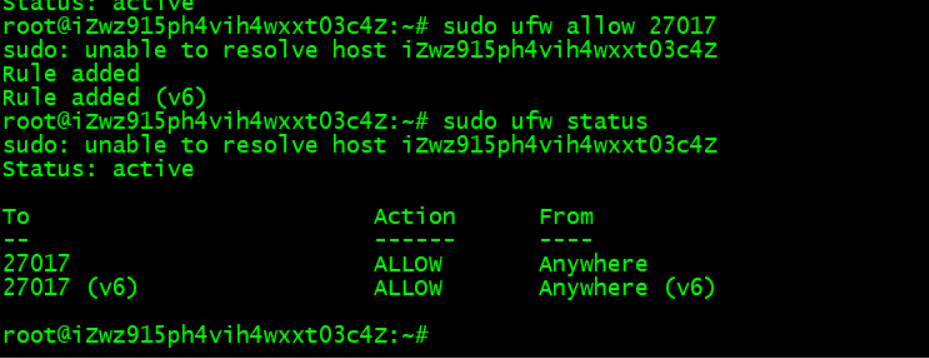 Status: active
root@iZwz915ph4vih4wxxt03c4Z:~# sudo ufw allow 27017
sudo: unable to resolve host iZwz915ph4vih4wxxt03c4Z
Rule added
Rule added (v6)
root@iZwz915ph4vih4wxxt03c4Z:~# sudo ufw status
sudo: unable to resolve host iZwz915ph4vih4wxxt03c4Z
Status: active
To Action From
-- ------ ----
27017 ALLOW Anywhere
27017 (v6) ALLOW Anywhere (v6)
root@iZwz915ph4vih4wxxt03c4Z:~#